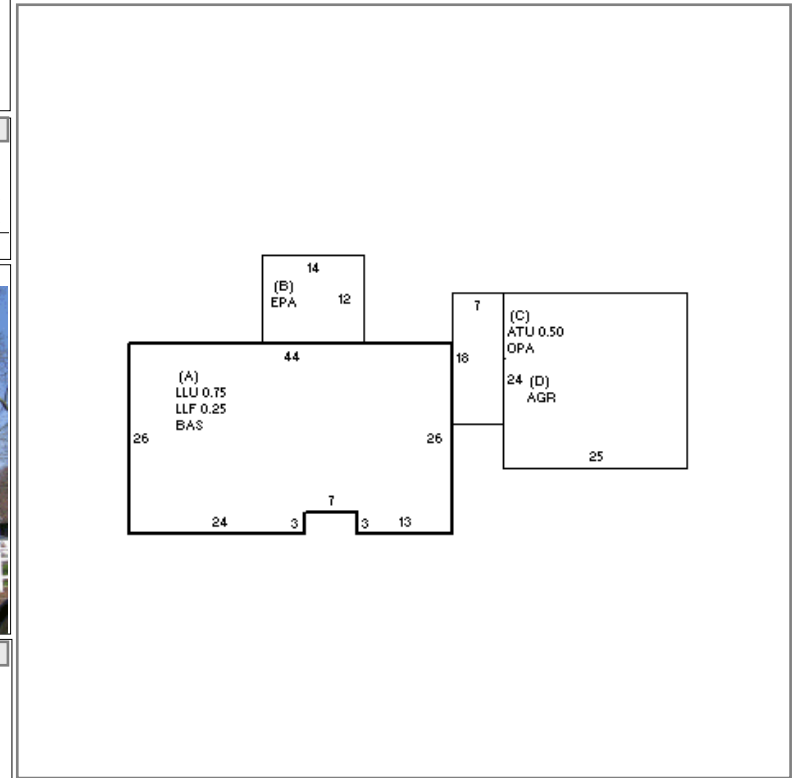 14
(B)
EPA
12
7
(C)
ATU 0.50
OPA
18
44
(A)
LLU 0.75
LLF 0.25
BAS
24
(D)
AGR
26
26
25
7
24
3
3
13